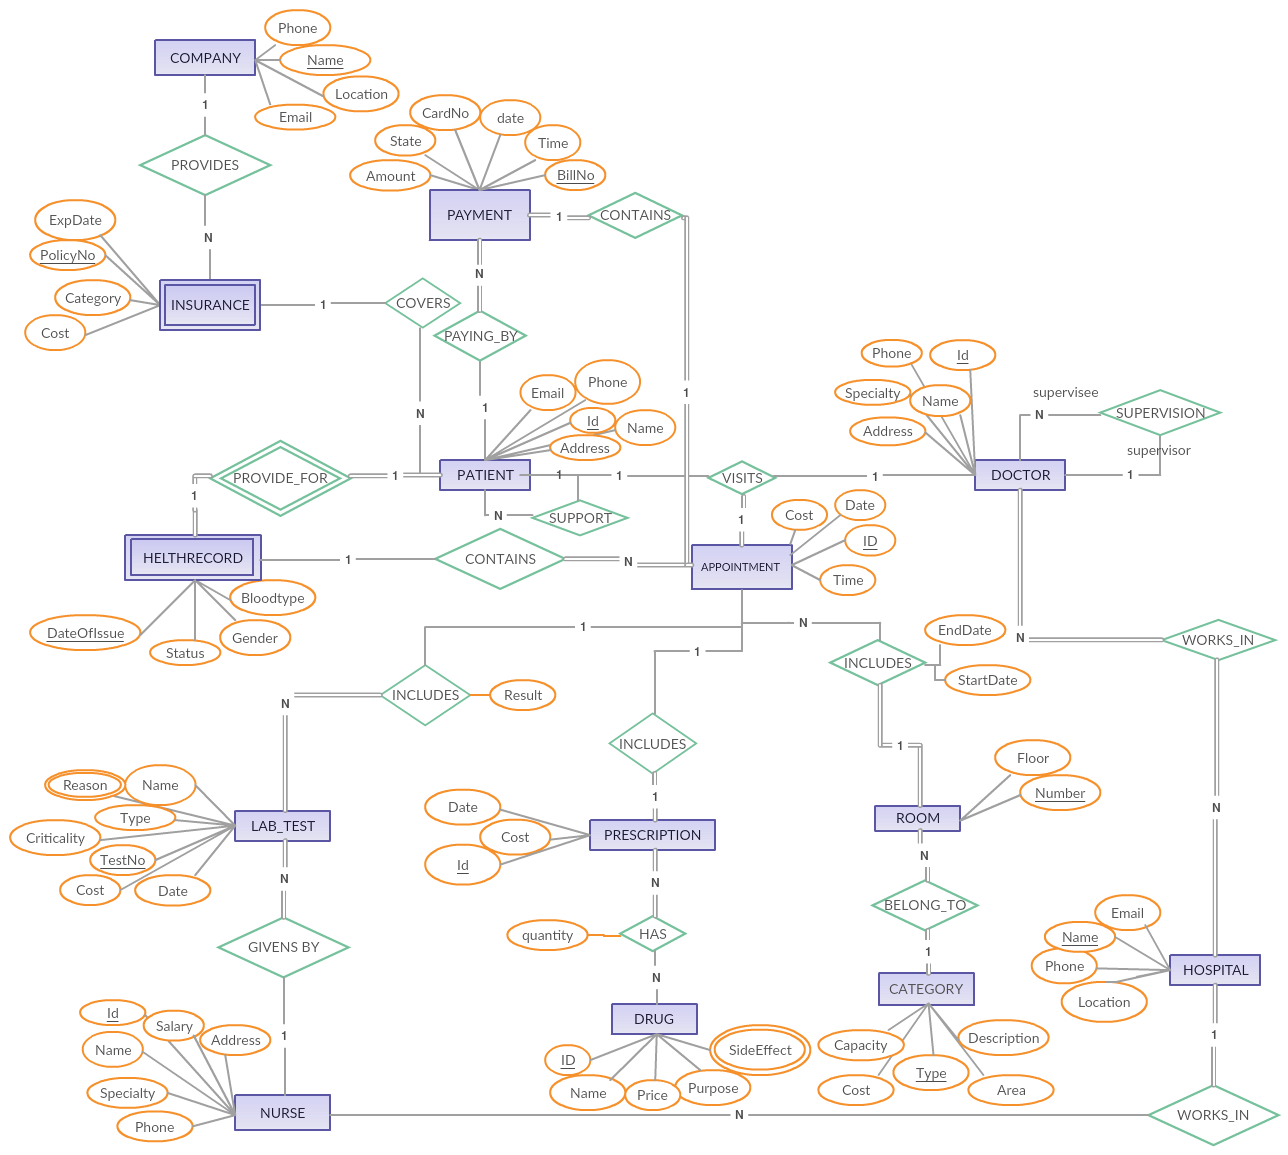 Phone
COMPANY
Name
Location
1
CardNo
date
Email
State
Time
PROVIDES
Amount
BillNo
PAYMENT
1
CONTAINS
ExpDate
N
PolicyNo
N
Category
INSURANCE
1
COVERS
Cost
PAYING_BY
Phone
Id
Email
Phone
1
supervisee
Specialty
Name
1
N
N
SUPERVISION
Id
Name
Address
Address
supervisor
PROVIDE_FOR
1
PATIENT
1
1
VISITS
1
DOCTOR
1
1
N
SUPPORT
1
Cost
Date
ID
HELTHRECORD
1
CONTAINS
N
APPOINTMENT
Time
Bloodtype
DateOfIssue
Gender
Status
1
N
EndDate
N
WORKS_IN
1
INCLUDES
StartDate
INCLUDES
Result
N
INCLUDES
1
Floor
Reason
Name
Number
1
Date
N
Type
LAB_TEST
PRESCRIPTION
ROOM
Criticality
Cost
TestNo
Id
N
Cost
Date
N
N
BELONG_TO
Email
quantity
HAS
Name
GIVENS BY
1
Phone
HOSPITAL
N
CATEGORY
Location
Id
DRUG
Salary
1
1
Address
Description
Name
SideEffect
Capacity
ID
Type
Specialty
Name
Price
Purpose
Cost
Area
NURSE
N
WORKS_IN
Phone